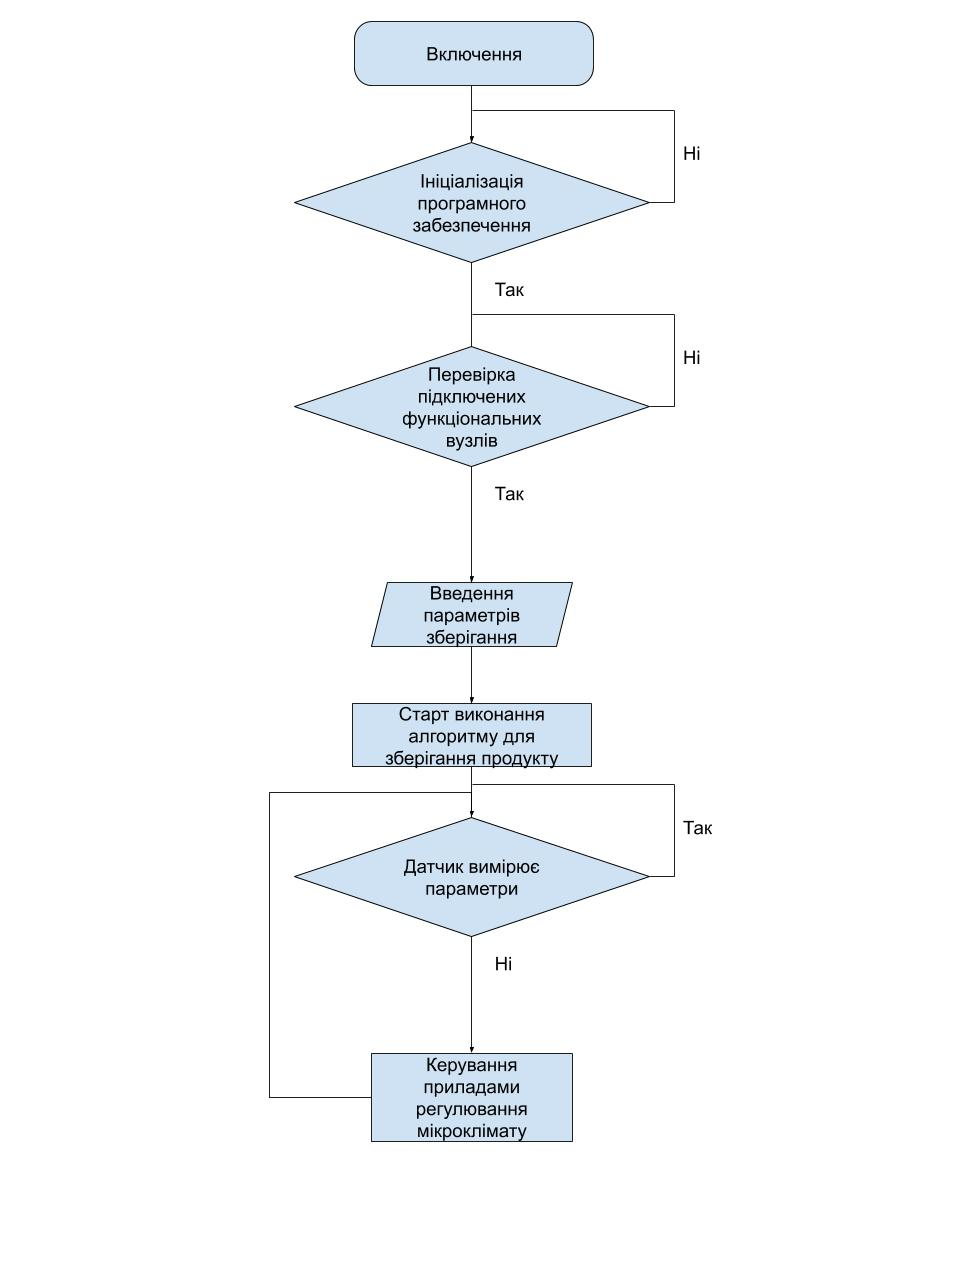 Включення
Ні
Ініціалізація
програмного
забезпечення
Так
Ні
Перевірка
підключених
функціональних
вузлів
Так
Введення
параметрів
зберігання
Старт виконання
алгоритму для
зберігання продукту
Так
Датчик вимірює
параметри
Ні
Керування
приладами
регулювання
мікроклімату